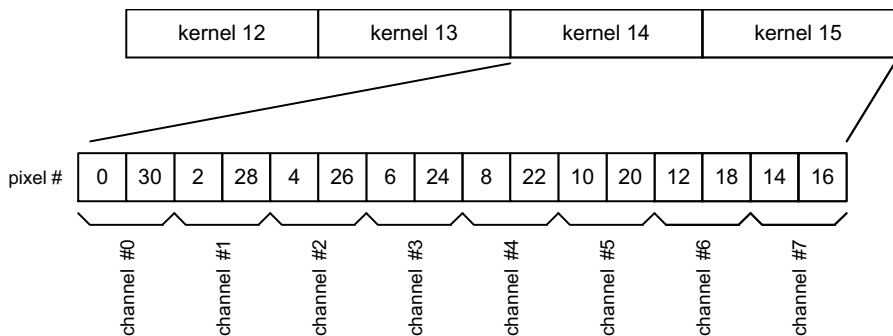 kernel 12 kernel 13 kernel 14 kernel 15
pixel # 0 30 2 28 4 26 6 24 8 22 10 20 12 18 14 16
channel #0
channel #1
channel #2
channel #3
channel #4
channel #5
channel #6
channel #7